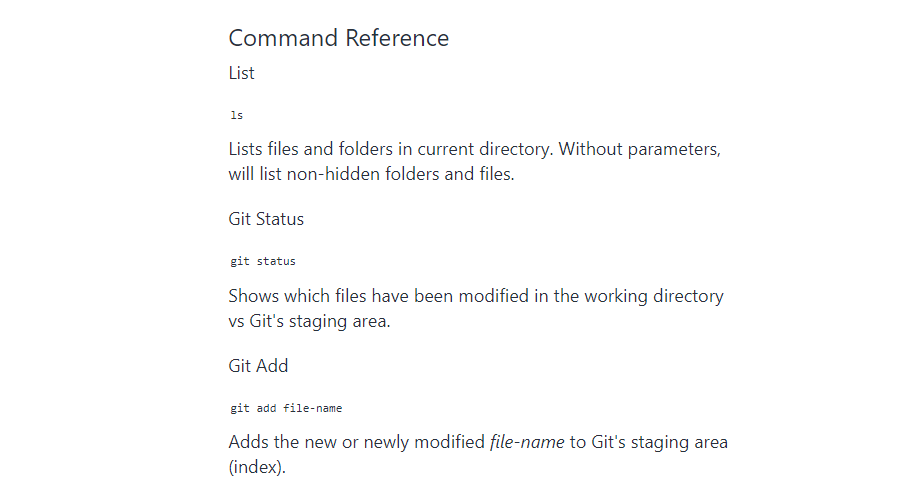 Command Reference
List
ls
Lists files and folders in current directory. Without parameters,
will list non-hidden folders and files.
Git Status
git status
Shows which files have been modified in the working directory
vs Git's staging area.
Git Add
git add file-name
Adds the new or newly modified file-name to Git's staging area
(index).